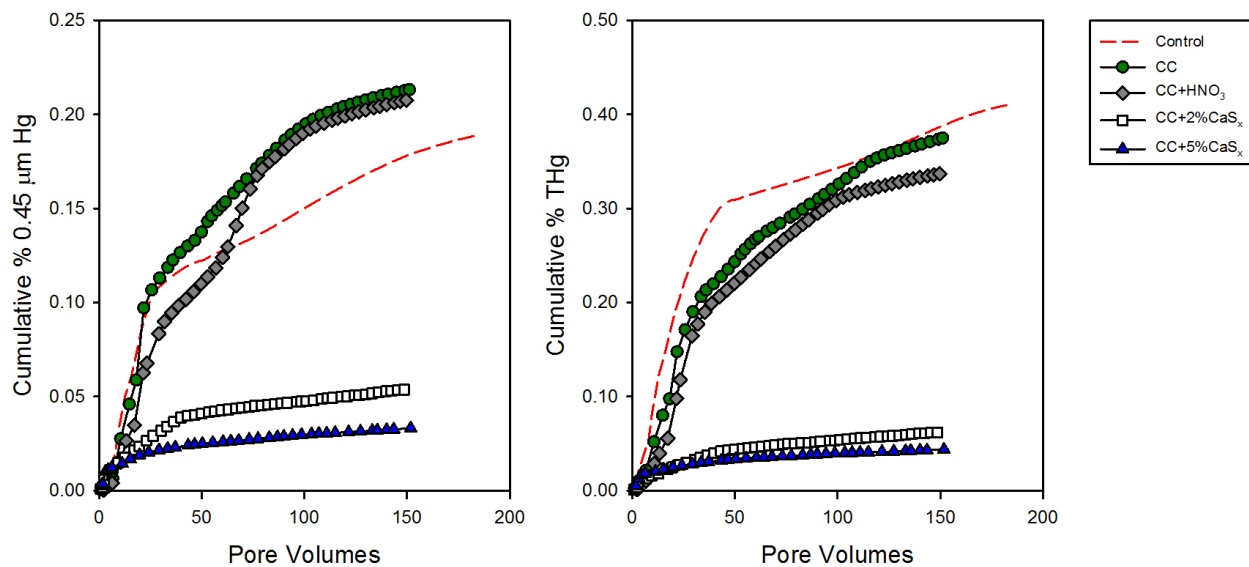 0.25
0.20
0.15
0.10
0.05
0.00
Cumulative % 0.45 μm Hg
0 50 100 150 200
Pore Volumes
0.50
0.40
0.30
0.20
0.10
0.00
Cumulative % THg
0 50 100 150 200
Pore Volumes
Control
CC
CC+HNO₃
CC+2%CaSₓ
CC+5%CaSₓ